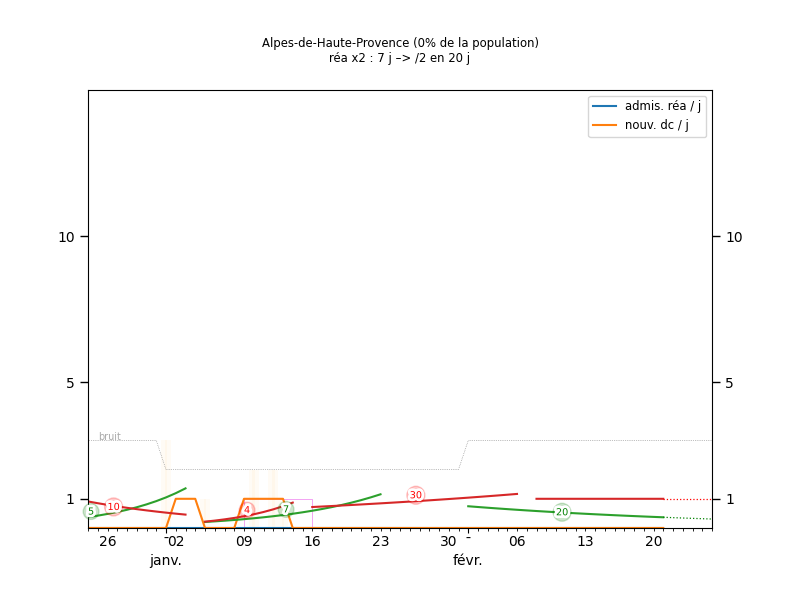 Alpes-de-Haute-Provence (0% de la population)
réa x2 : 7 j –> /2 en 20 j
admis. réa / j
nouv. dc / j
10 10
5 5
bruit
1 1
5 10 4 7 30 20
26 02 09 16 23 30 06 13 20
janv. févr.